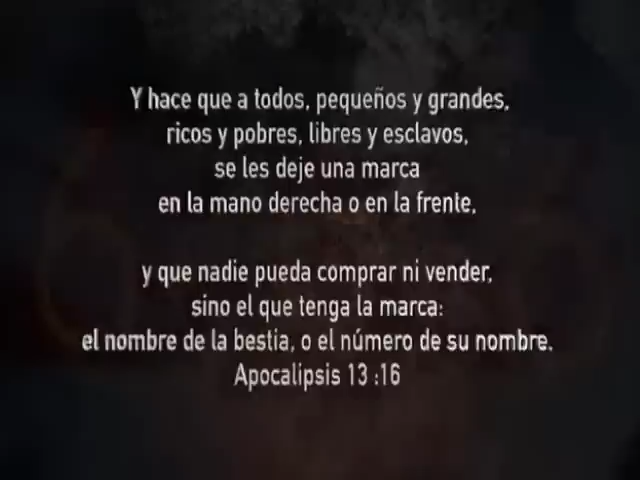 Y hace que a todos, pequeños y grandes,
ricos y pobres, libres y esclavos,
se les deje una marca
en la mano derecha o en la frente,
y que nadie pueda comprar ni vender,
sino el que tenga la marca:
el nombre de la bestia, o el número de su nombre.
Apocalipsis 13 :16